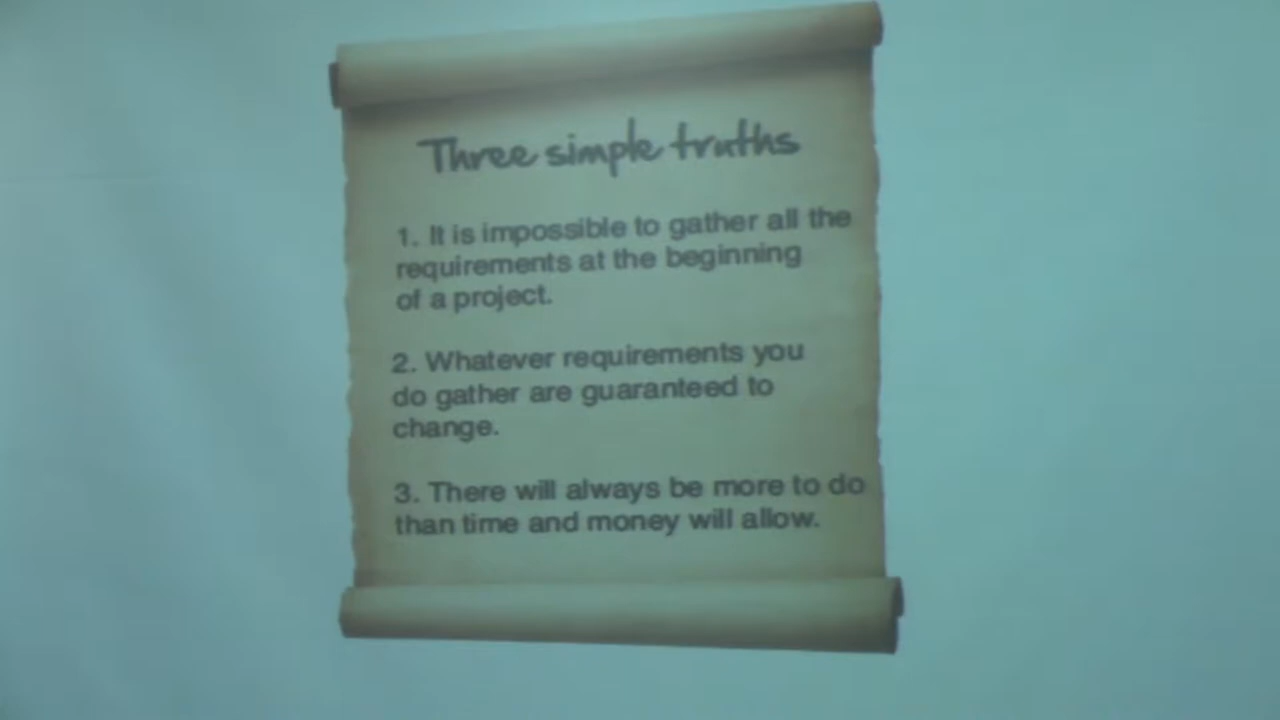 Three simple truths
1. It is impossible to gather all the
requirements at the beginning
of a project.
2. Whatever requirements you
do gather are guaranteed to
change.
3. There will always be more to do
than time and money will allow.